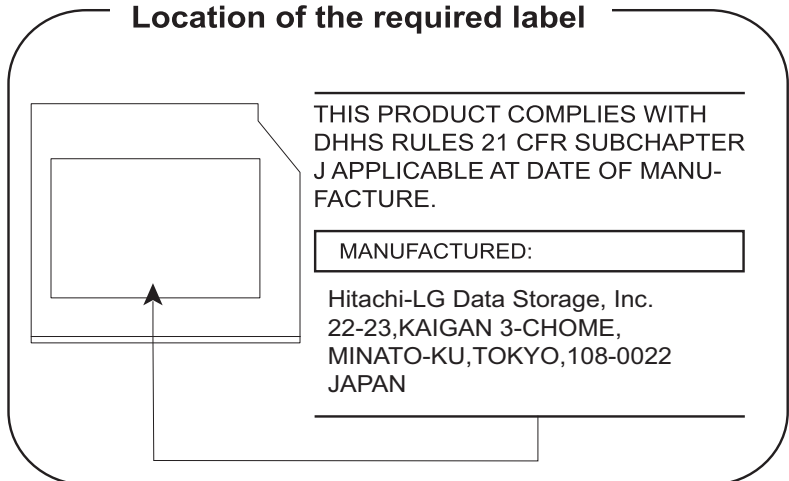 Location of the required label
THIS PRODUCT COMPLIES WITH
DHHS RULES 21 CFR SUBCHAPTER
J APPLICABLE AT DATE OF MANU-
FACTURE.
MANUFACTURED:
Hitachi-LG Data Storage, Inc.
22-23,KAIGAN 3-CHOME,
MINATO-KU,TOKYO,108-0022
JAPAN